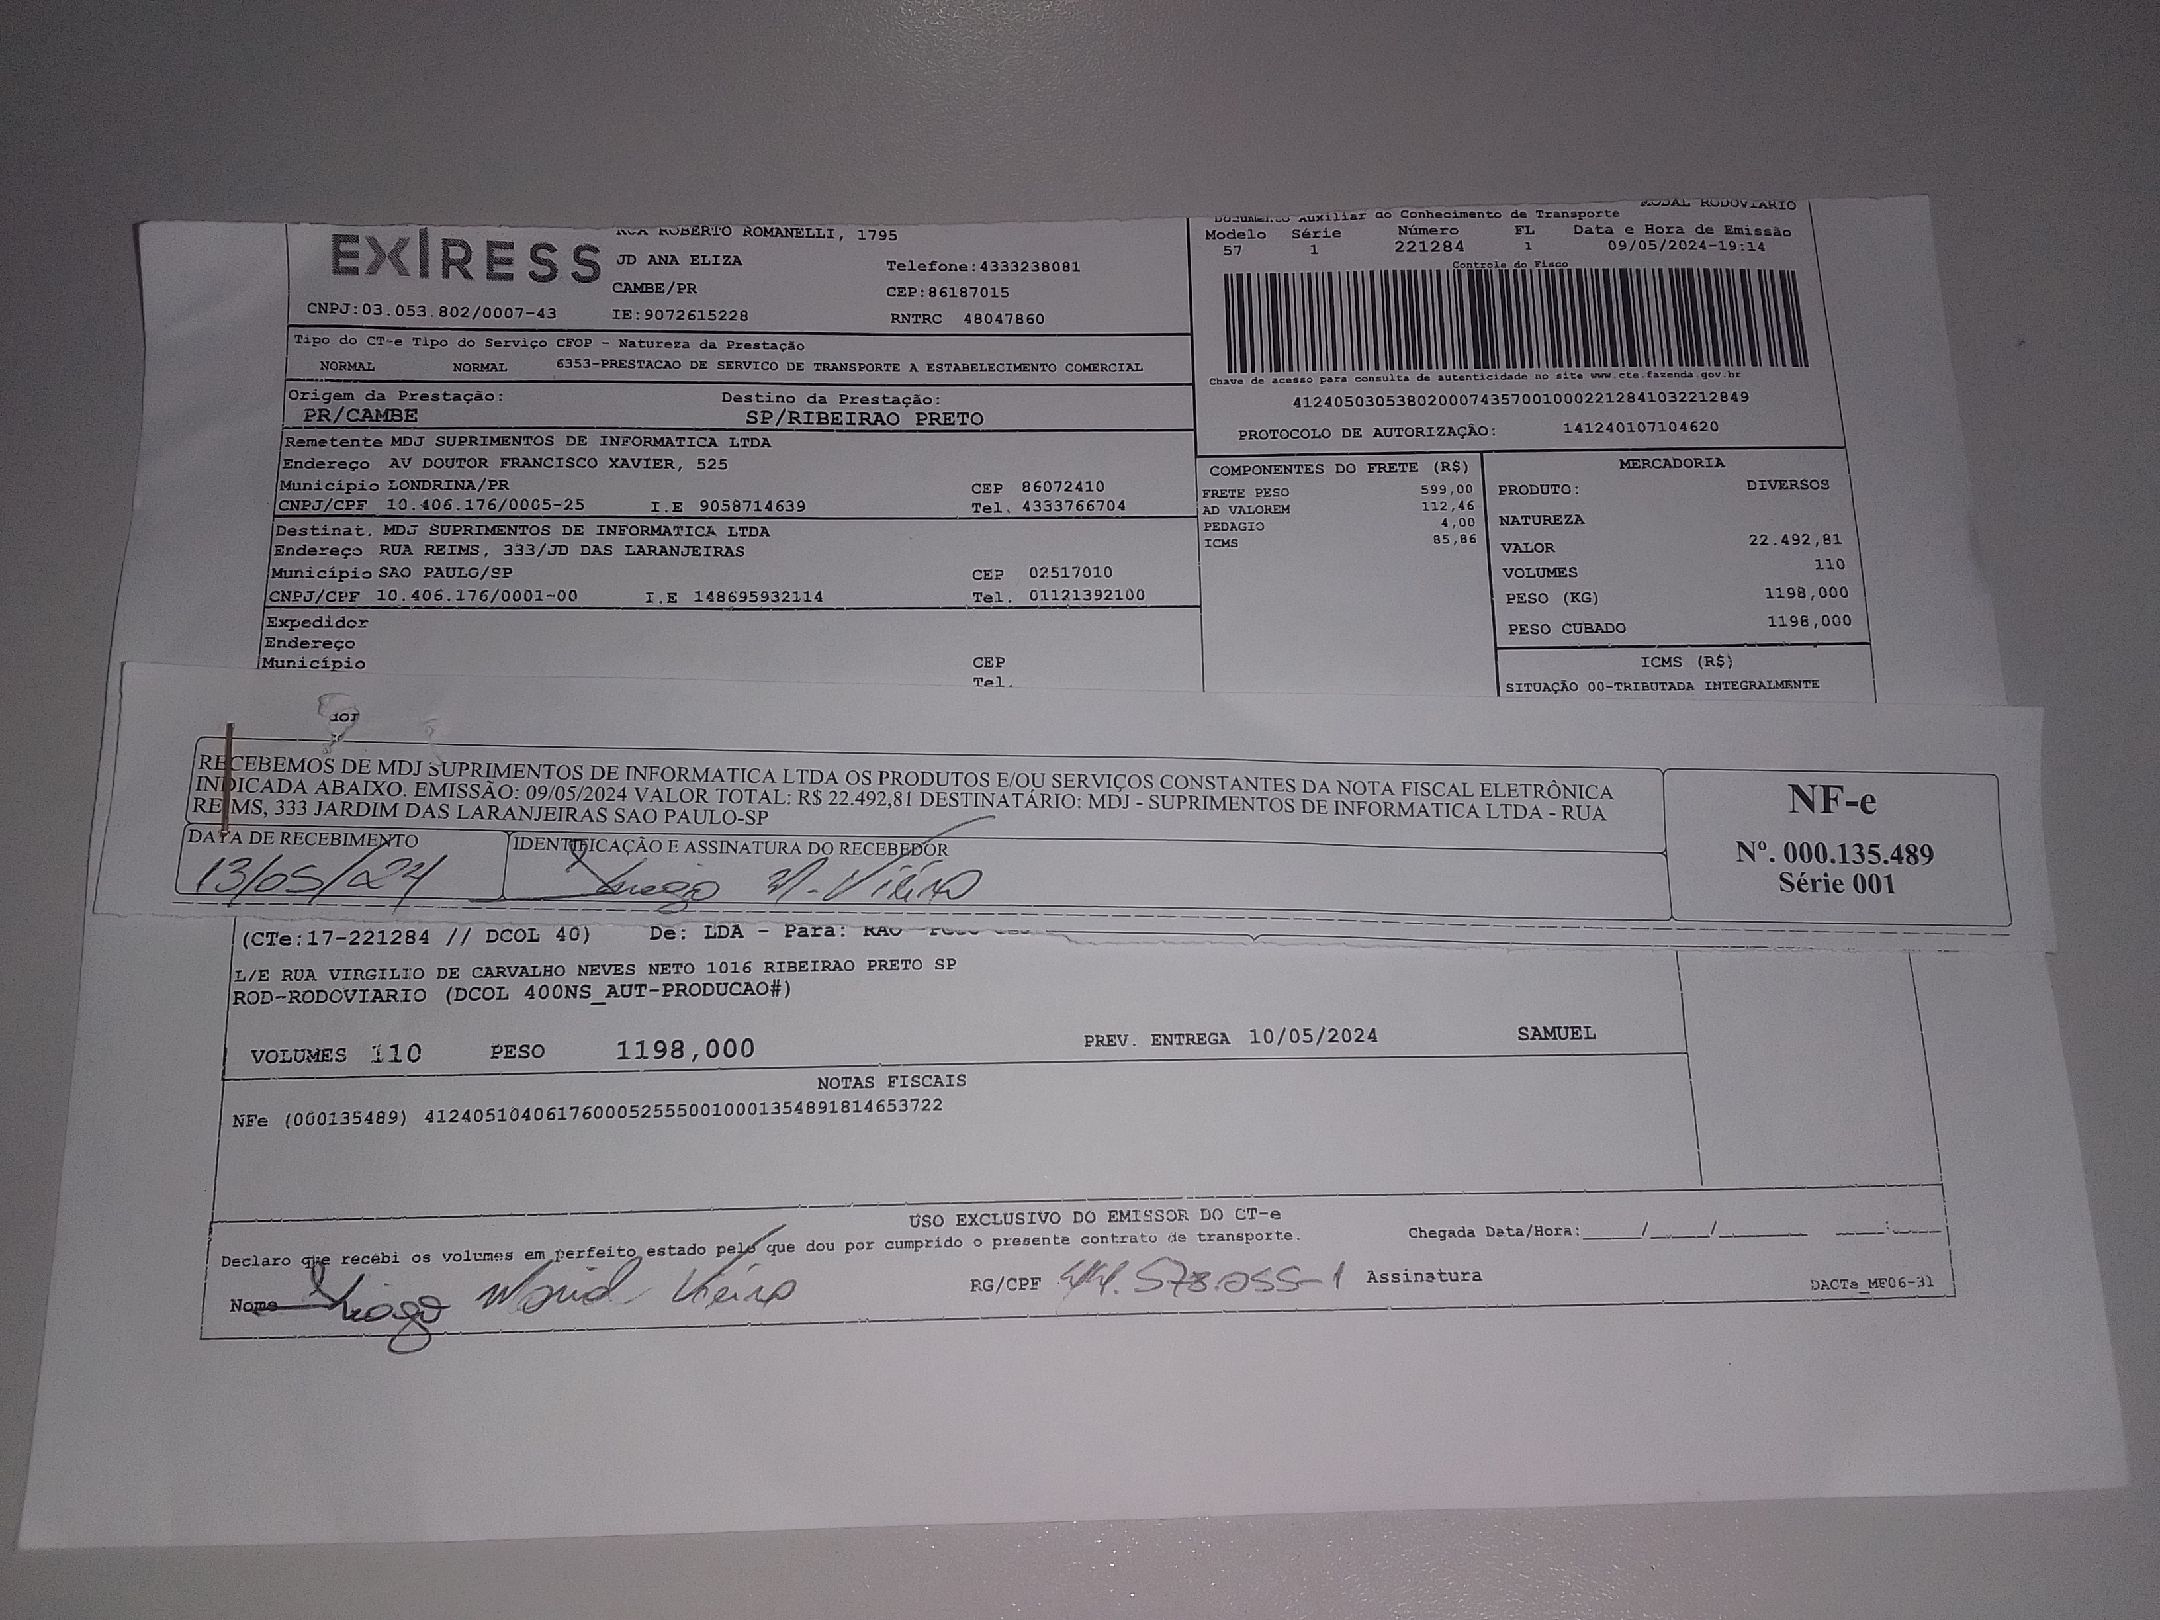 EXPRESS
RUA ROBERTO ROMANELLI, 1795
JD ANA ELIZA Telefone:4333238081
CAMBE/PR CEP:86187015
CNPJ:03.053.802/0007-43 IE:9072615228 RNTRC 48047860
MODAL RODOVIARIO
Documento Auxiliar do Conhecimento de Transporte
Modelo Série Número FL Data e Hora de Emissão
57 1 221284 1 09/05/2024-19:14
Controle do Fisco
Chave de acesso para consulta de autenticidade no site www.cte.fazenda.gov.br
41240503053802000743570010002212841032212849
PROTOCOLO DE AUTORIZAÇÃO: 141240107104620
Tipo do CT-e Tipo do Serviço CFOP - Natureza da Prestação
NORMAL NORMAL 6353-PRESTACAO DE SERVICO DE TRANSPORTE A ESTABELECIMENTO COMERCIAL
Origem da Prestação: Destino da Prestação:
PR/CAMBE SP/RIBEIRAO PRETO
Remetente MDJ SUPRIMENTOS DE INFORMATICA LTDA
Endereço AV DOUTOR FRANCISCO XAVIER, 525
Município LONDRINA/PR CEP 86072410
CNPJ/CPF 10.406.176/0005-25 I.E 9058714639 Tel. 4333766704
Destinat. MDJ SUPRIMENTOS DE INFORMATICA LTDA
Endereço RUA REIMS, 333/JD DAS LARANJEIRAS
Município SAO PAULO/SP CEP 02517010
CNPJ/CPF 10.406.176/0001-00 I.E 148695932114 Tel. 01121392100
Expedidor
Endereço
Município CEP
Tel.
COMPONENTES DO FRETE (R$)
FRETE PESO 599,00
AD VALOREM 112,46
PEDAGIO 4,00
ICMS 85,86
MERCADORIA
PRODUTO: DIVERSOS
NATUREZA
VALOR 22.492,81
VOLUMES 110
PESO (KG) 1198,000
PESO CUBADO 1198,000
ICMS (R$)
SITUAÇÃO 00-TRIBUTADA INTEGRALMENTE
RECEBEMOS DE MDJ SUPRIMENTOS DE INFORMATICA LTDA OS PRODUTOS E/OU SERVIÇOS CONSTANTES DA NOTA FISCAL ELETRÔNICA
INDICADA ABAIXO. EMISSÃO: 09/05/2024 VALOR TOTAL: R$ 22.492,81 DESTINATÁRIO: MDJ - SUPRIMENTOS DE INFORMATICA LTDA - RUA
REIMS, 333 JARDIM DAS LARANJEIRAS SAO PAULO-SP
DATA DE RECEBIMENTO IDENTIFICAÇÃO E ASSINATURA DO RECEBEDOR
13/05/24 Thiago M. Vieira
NF-e
Nº. 000.135.489
Série 001
(CTe:17-221284 // DCOL 40) De: LDA - Para: RAO
L/E RUA VIRGILIO DE CARVALHO NEVES NETO 1016 RIBEIRAO PRETO SP
ROD-RODOVIARIO (DCOL 400NS_AUT-PRODUCAO#)
VOLUMES 110 PESO 1198,000 PREV. ENTREGA 10/05/2024 SAMUEL
NOTAS FISCAIS
NFe (000135489) 41240510406176000525550010001354891814653722
USO EXCLUSIVO DO EMISSOR DO CT-e
Declaro que recebi os volumes em perfeito estado pelo que dou por cumprido o presente contrato de transporte. Chegada Data/Hora:____/____/______ ____:____
Nome Thiago Vieira RG/CPF 44.578.055-1 Assinatura DACTe_MF06-31